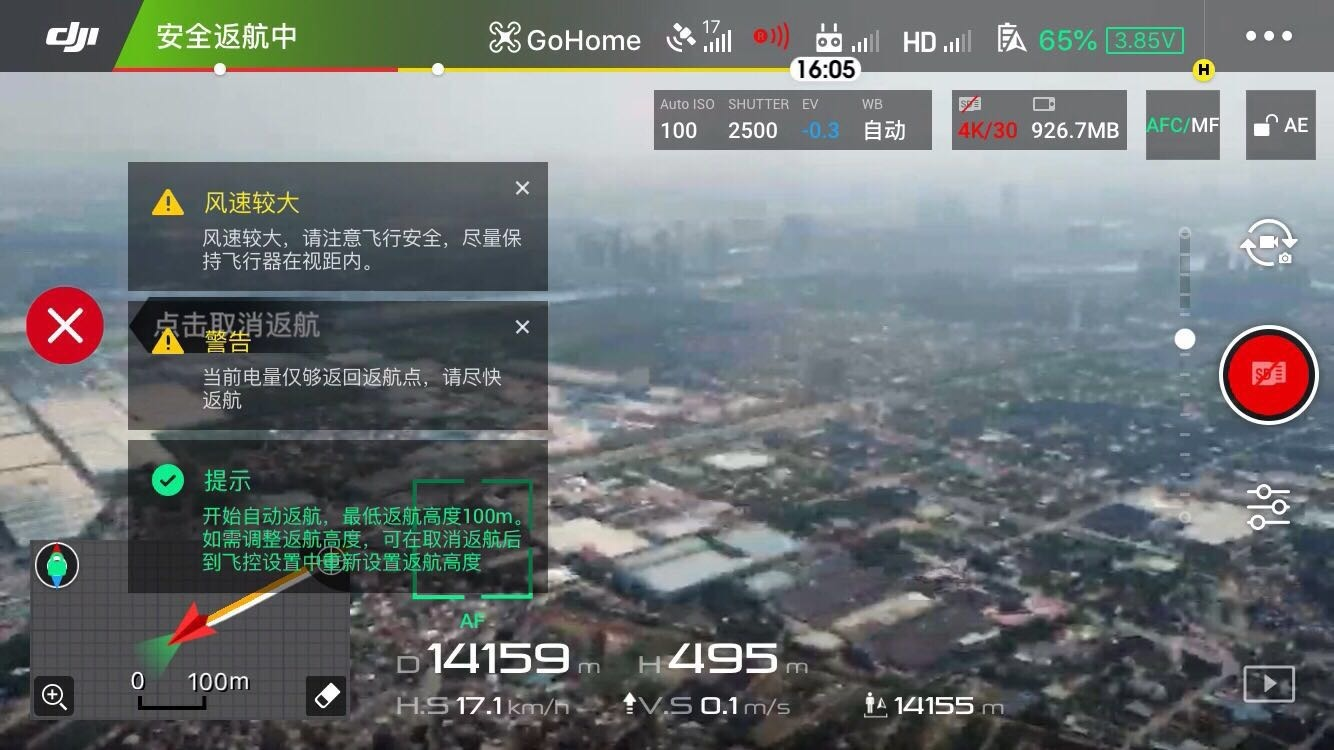 dji 安全返航中 GoHome 17 R HD 65% 3.85V
16:05 H
Auto ISO SHUTTER EV WB
100 2500 -0.3 自动
SD
4K/30 926.7MB
AFC/MF
AE
风速较大
风速较大，请注意飞行安全，尽量保
持飞行器在视距内。
点击取消返航
警告
当前电量仅够返回返航点，请尽快
返航
SD
提示
开始自动返航，最低返航高度100m。
如需调整返航高度，可在取消返航后
到飞控设置中重新设置返航高度
AF
0 100m
D 14159 m H 495 m
H.S 17.1 km/h V.S 0.1 m/s 14155 m